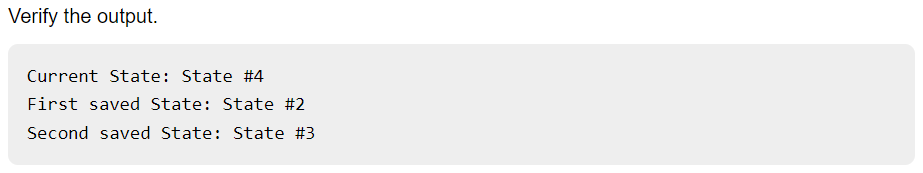 Verify the output.
Current State: State #4
First saved State: State #2
Second saved State: State #3